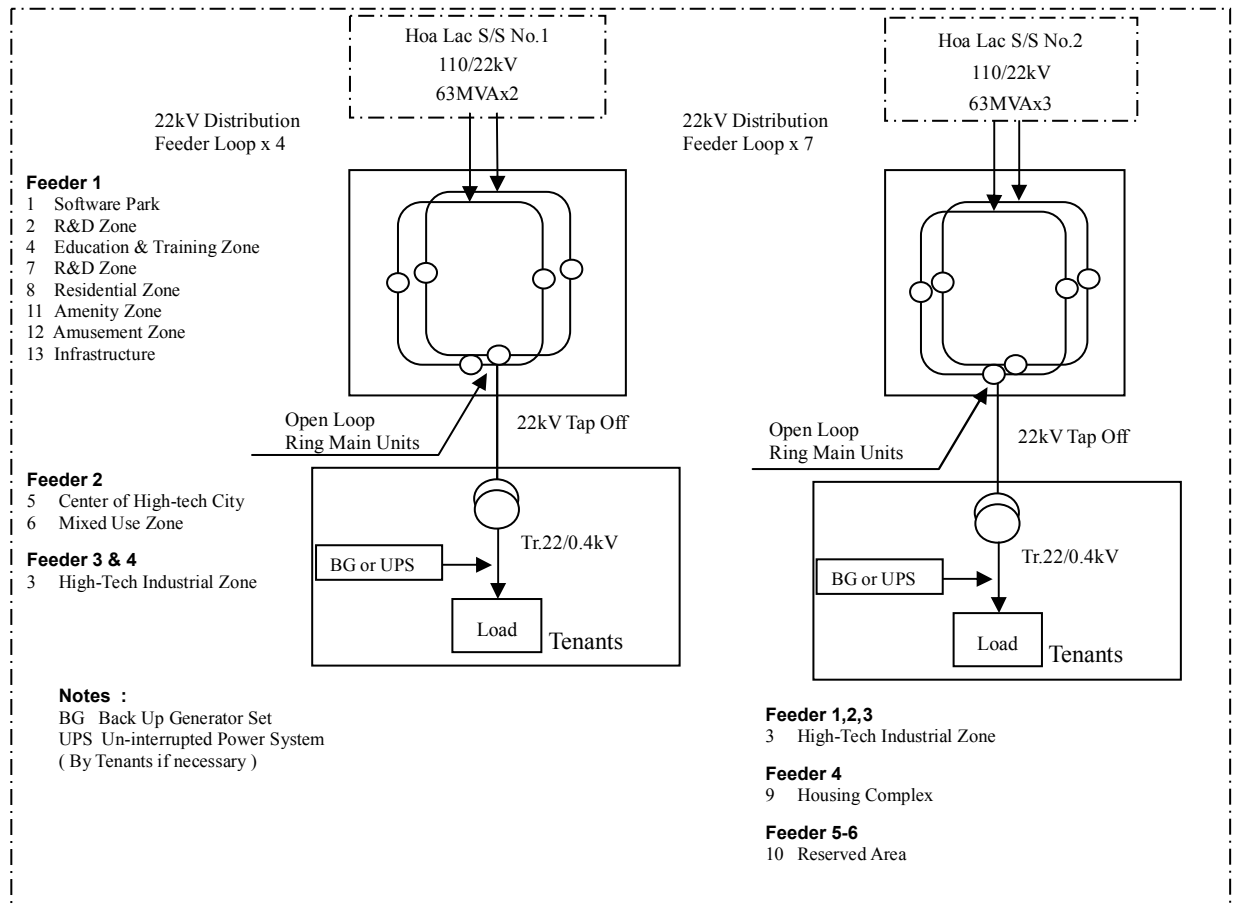 Hoa Lac S/S No.1
110/22kV
63MVAx2
22kV Distribution
Feeder Loop x 4
Feeder 1
1 Software Park
2 R&D Zone
4 Education & Training Zone
7 R&D Zone
8 Residential Zone
11 Amenity Zone
12 Amusement Zone
13 Infrastructure
Open Loop
Ring Main Units
22kV Tap Off
Feeder 2
5 Center of High-tech City
6 Mixed Use Zone
Feeder 3 & 4
3 High-Tech Industrial Zone
Tr.22/0.4kV
BG or UPS
Load
Tenants
Notes :
BG Back Up Generator Set
UPS Un-interrupted Power System
( By Tenants if necessary )
Hoa Lac S/S No.2
110/22kV
63MVAx3
22kV Distribution
Feeder Loop x 7
Open Loop
Ring Main Units
22kV Tap Off
Tr.22/0.4kV
BG or UPS
Load
Tenants
Feeder 1,2,3
3 High-Tech Industrial Zone
Feeder 4
9 Housing Complex
Feeder 5-6
10 Reserved Area